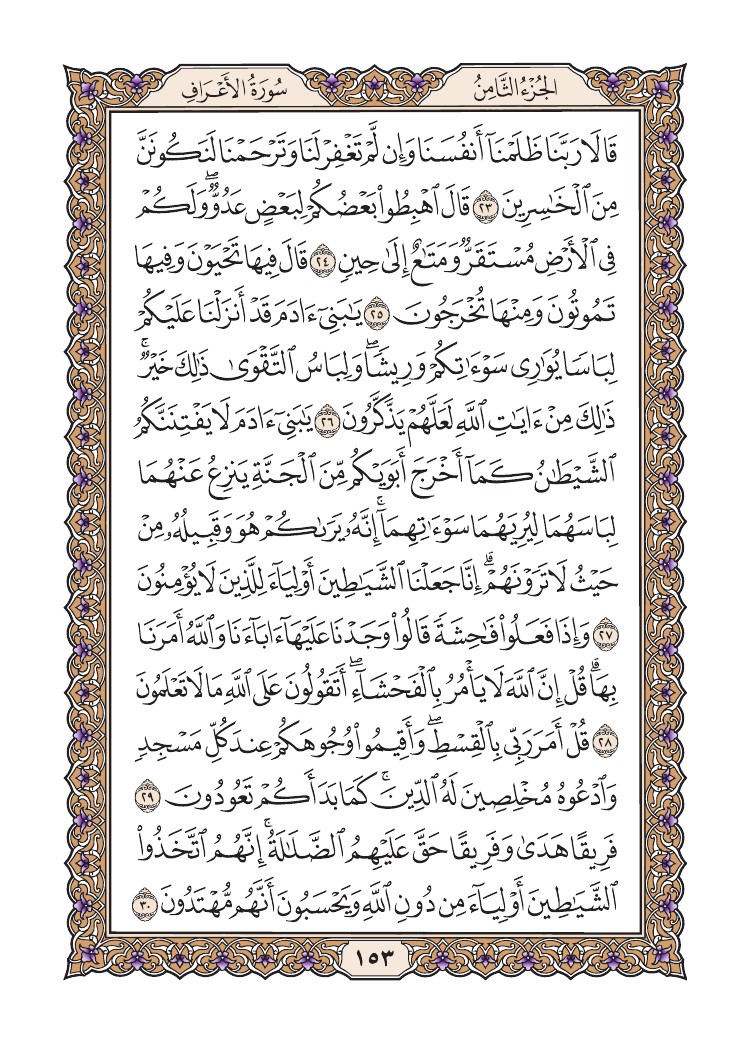 الجُزْءُ الثَّامِنُ
سُورَةُ الأَعْرَافِ
قَالَا رَبَّنَا ظَلَمْنَآ أَنفُسَنَا وَإِن لَّمْ تَغْفِرْ لَنَا وَتَرْحَمْنَا لَنَكُونَنَّ
مِنَ ٱلْخَـٰسِرِينَ ٢٣ قَالَ ٱهْبِطُوا۟ بَعْضُكُمْ لِبَعْضٍ عَدُوٌّۖ وَلَكُمْ
فِى ٱلْأَرْضِ مُسْتَقَرٌّ وَمَتَـٰعٌ إِلَىٰ حِينٍ ٢٤ قَالَ فِيهَا تَحْيَوْنَ وَفِيهَا
تَمُوتُونَ وَمِنْهَا تُخْرَجُونَ ٢٥ يَـٰبَنِىٓ ءَادَمَ قَدْ أَنزَلْنَا عَلَيْكُمْ
لِبَاسًا يُوَٰرِى سَوْءَٰتِكُمْ وَرِيشًاۖ وَلِبَاسُ ٱلتَّقْوَىٰ ذَٰلِكَ خَيْرٌۚ
ذَٰلِكَ مِنْ ءَايَـٰتِ ٱللَّهِ لَعَلَّهُمْ يَذَّكَّرُونَ ٢٦ يَـٰبَنِىٓ ءَادَمَ لَا يَفْتِنَنَّكُمُ
ٱلشَّيْطَـٰنُ كَمَآ أَخْرَجَ أَبَوَيْكُم مِّنَ ٱلْجَنَّةِ يَنزِعُ عَنْهُمَا
لِبَاسَهُمَا لِيُرِيَهُمَا سَوْءَٰتِهِمَآۚ إِنَّهُۥ يَرَىٰكُمْ هُوَ وَقَبِيلُهُۥ مِنْ
حَيْثُ لَا تَرَوْنَهُمْۗ إِنَّا جَعَلْنَا ٱلشَّيَـٰطِينَ أَوْلِيَآءَ لِلَّذِينَ لَا يُؤْمِنُونَ
٢٧ وَإِذَا فَعَلُوا۟ فَـٰحِشَةً قَالُوا۟ وَجَدْنَا عَلَيْهَآ ءَابَآءَنَا وَٱللَّهُ أَمَرَنَا
بِهَاۗ قُلْ إِنَّ ٱللَّهَ لَا يَأْمُرُ بِٱلْفَحْشَآءِۖ أَتَقُولُونَ عَلَى ٱللَّهِ مَا لَا تَعْلَمُونَ
٢٨ قُلْ أَمَرَ رَبِّى بِٱلْقِسْطِۖ وَأَقِيمُوا۟ وُجُوهَكُمْ عِندَ كُلِّ مَسْجِدٍ
وَٱدْعُوهُ مُخْلِصِينَ لَهُ ٱلدِّينَۚ كَمَا بَدَأَكُمْ تَعُودُونَ ٢٩
فَرِيقًا هَدَىٰ وَفَرِيقًا حَقَّ عَلَيْهِمُ ٱلضَّلَـٰلَةُۚ إِنَّهُمُ ٱتَّخَذُوا۟
ٱلشَّيَـٰطِينَ أَوْلِيَآءَ مِن دُونِ ٱللَّهِ وَيَحْسَبُونَ أَنَّهُم مُّهْتَدُونَ ٣٠
١٥٣